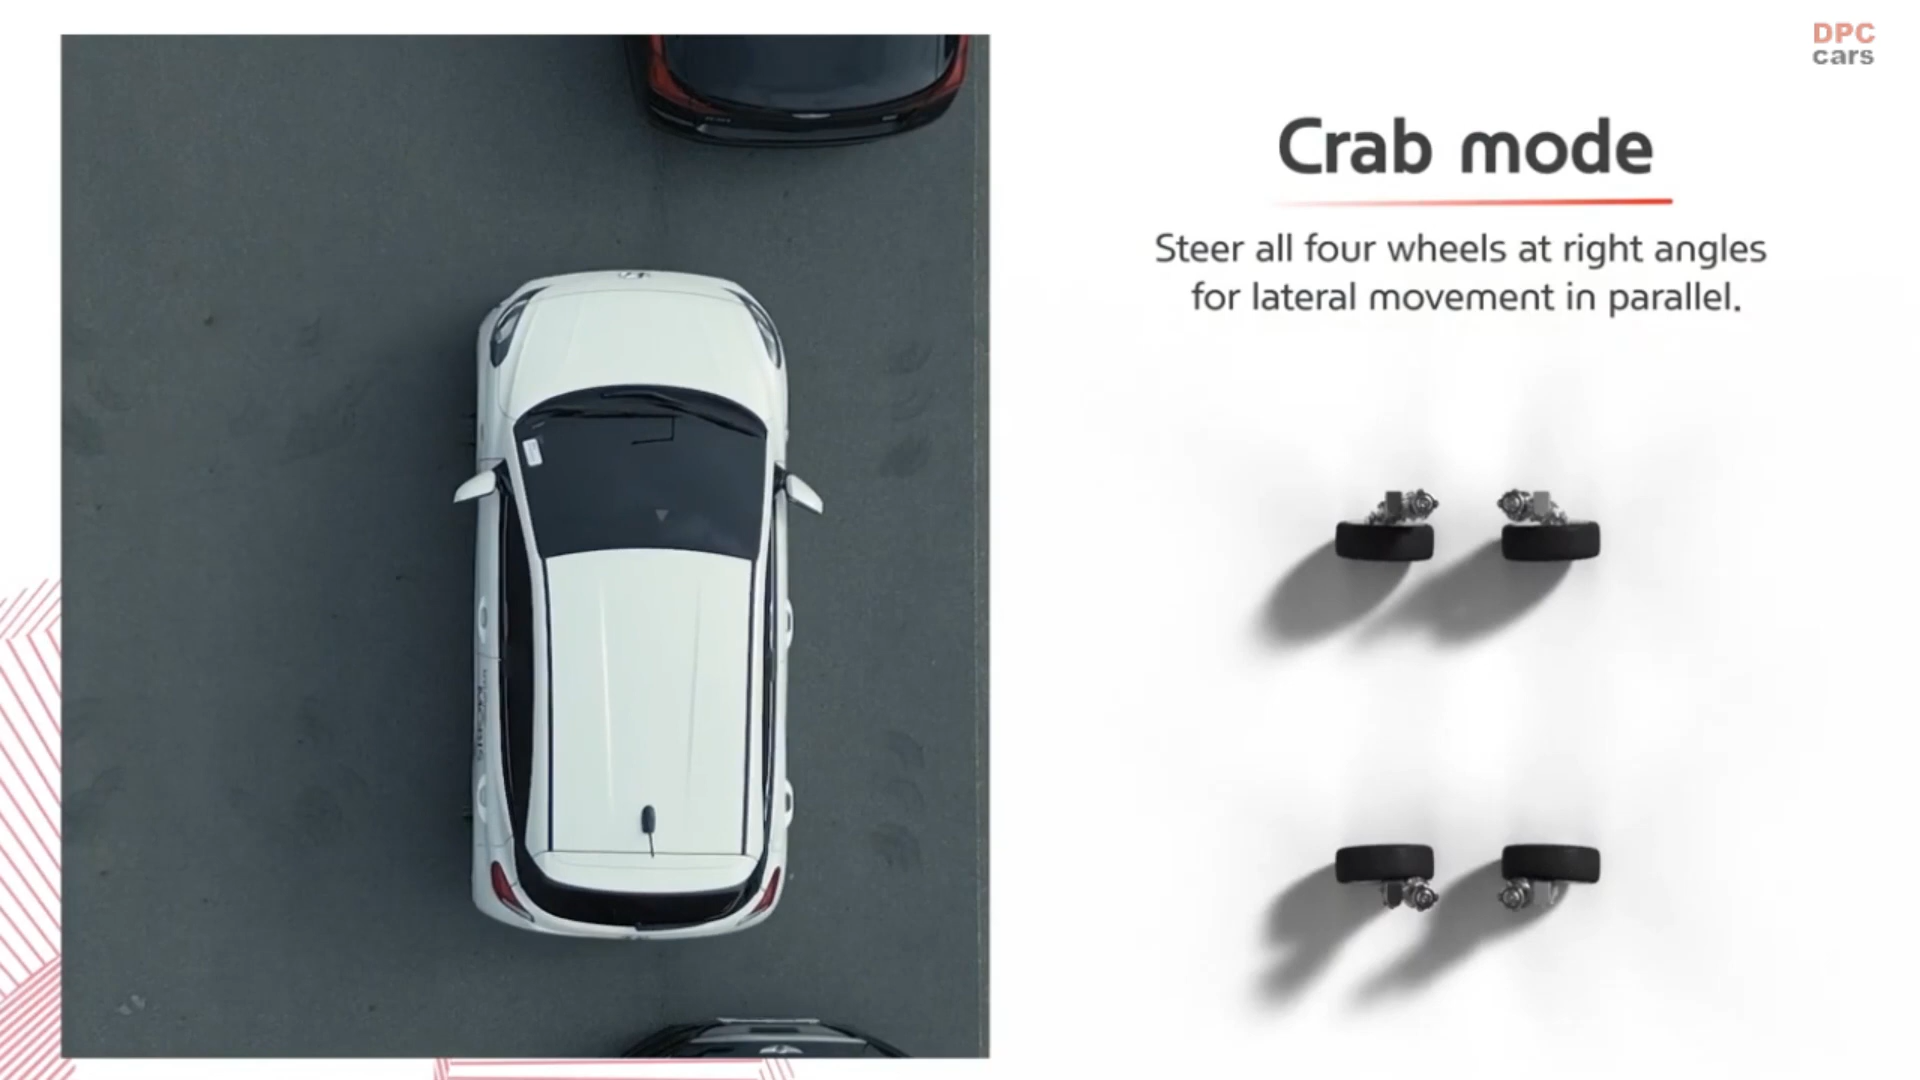 DPC
cars
Crab mode
Steer all four wheels at right angles
for lateral movement in parallel.